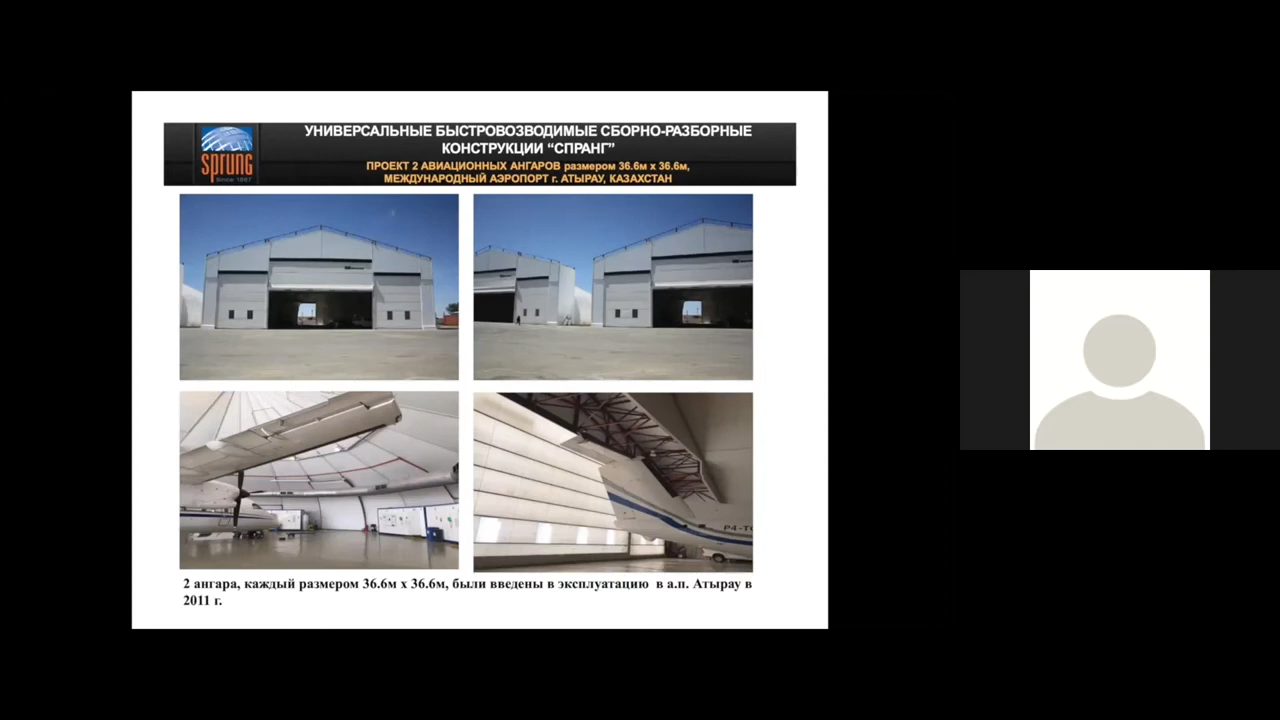 УНИВЕРСАЛЬНЫЕ БЫСТРОВОЗВОДИМЫЕ СБОРНО-РАЗБОРНЫЕ
КОНСТРУКЦИИ “СПРАНГ”
sprung
Since 1887
ПРОЕКТ 2 АВИАЦИОННЫХ АНГАРОВ размером 36.6м х 36.6м,
МЕЖДУНАРОДНЫЙ АЭРОПОРТ г. АТЫРАУ, КАЗАХСТАН
2 ангара, каждый размером 36.6м х 36.6м, были введены в эксплуатацию в а.п. Атырау в
2011 г.